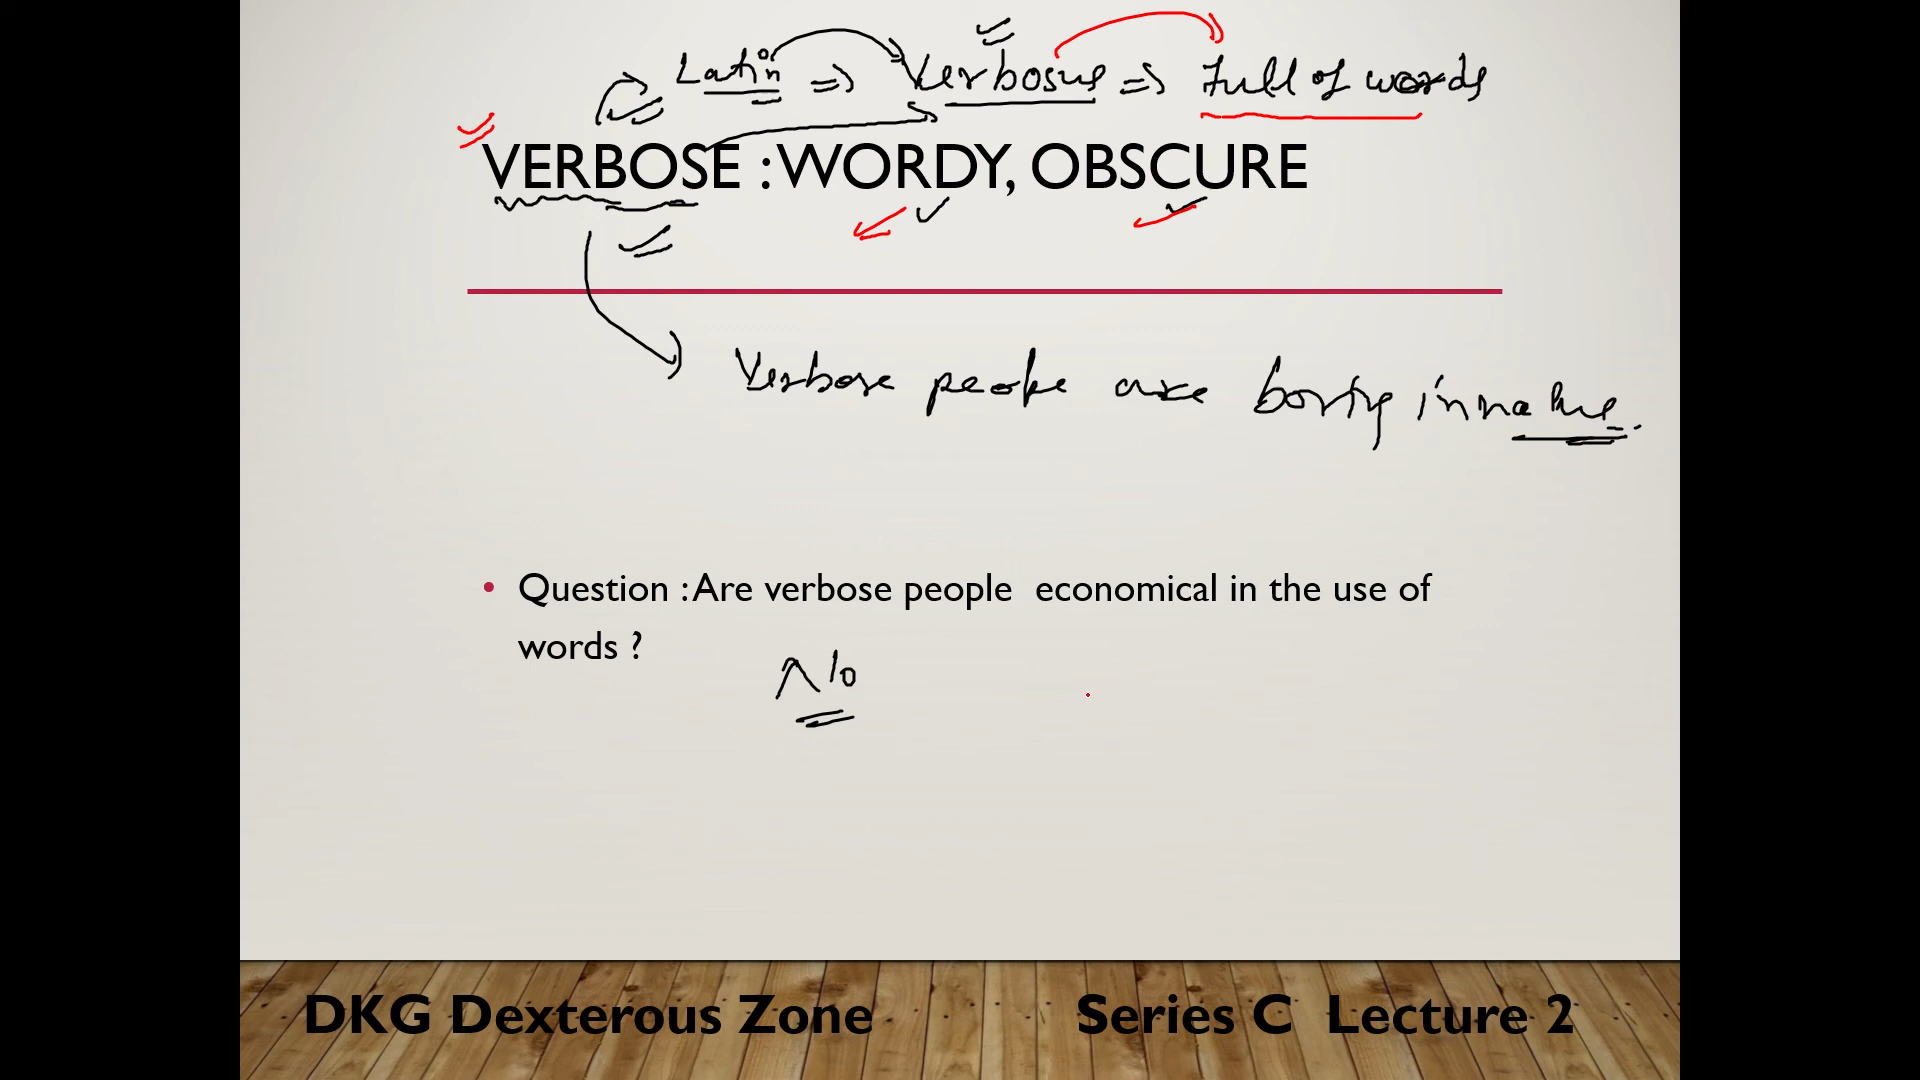 Latin => Verbosus => Full of words
VERBOSE : WORDY, OBSCURE
Verbose people are boring in nature.
• Question : Are verbose people economical in the use of
words ?
No
DKG Dexterous Zone Series C Lecture 2